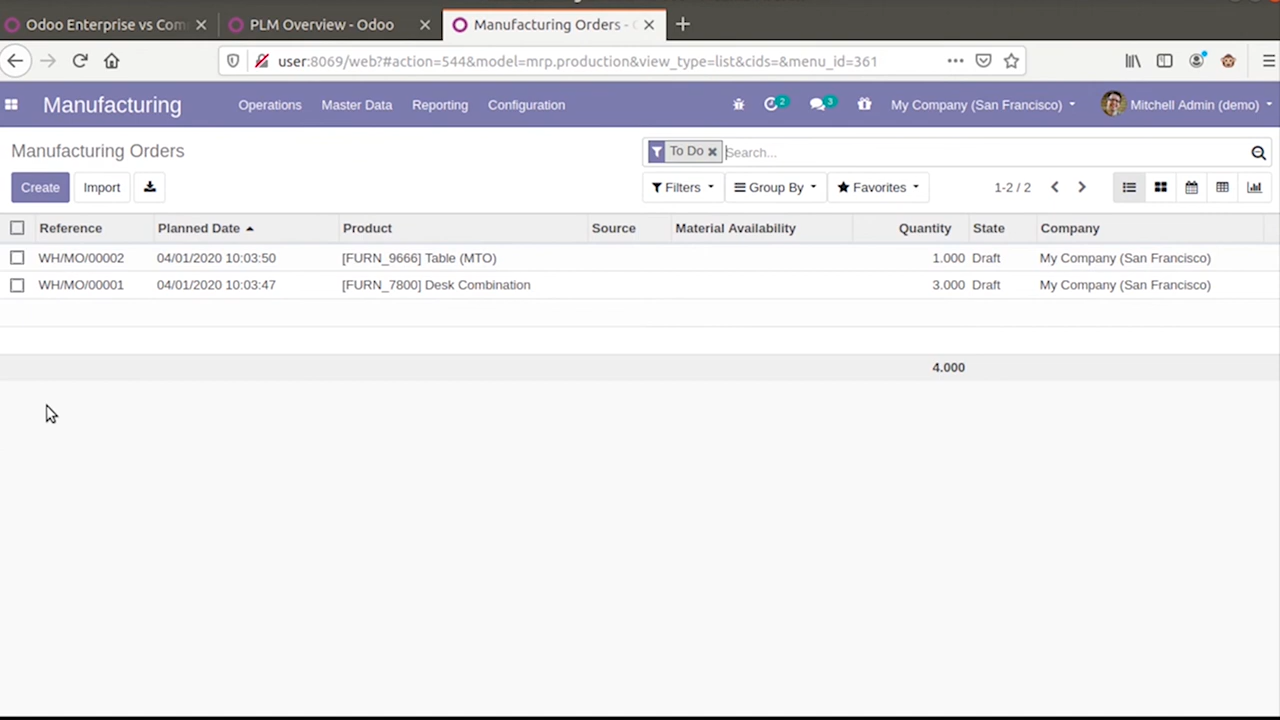 Odoo Enterprise vs Com
PLM Overview - Odoo
Manufacturing Orders -
user:8069/web?#action=544&model=mrp.production&view_type=list&cids=&menu_id=361
Manufacturing
Operations
Master Data
Reporting
Configuration
2
3
My Company (San Francisco)
Mitchell Admin (demo)
Manufacturing Orders
To Do
Search...
Create
Import
Filters
Group By
Favorites
1-2 / 2
Reference Planned Date Product Source Material Availability Quantity State Company
WH/MO/00002 04/01/2020 10:03:50 [FURN_9666] Table (MTO) 1.000 Draft My Company (San Francisco)
WH/MO/00001 04/01/2020 10:03:47 [FURN_7800] Desk Combination 3.000 Draft My Company (San Francisco)
4.000